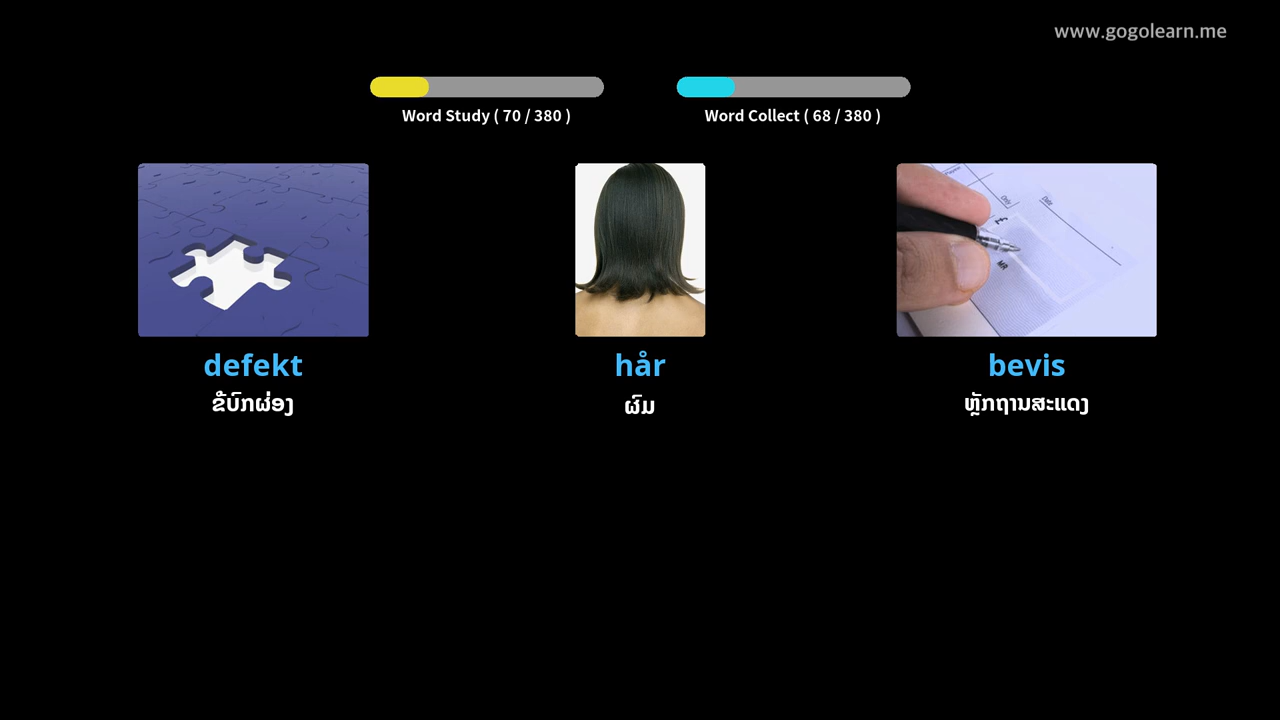 www.gogolearn.me
Word Study ( 70 / 380 )
Word Collect ( 68 / 380 )
defekt
hår
bevis
ຂໍ້ບົກຜ່ອງ
ຜົມ
ຫຼັກຖານສະແດງ